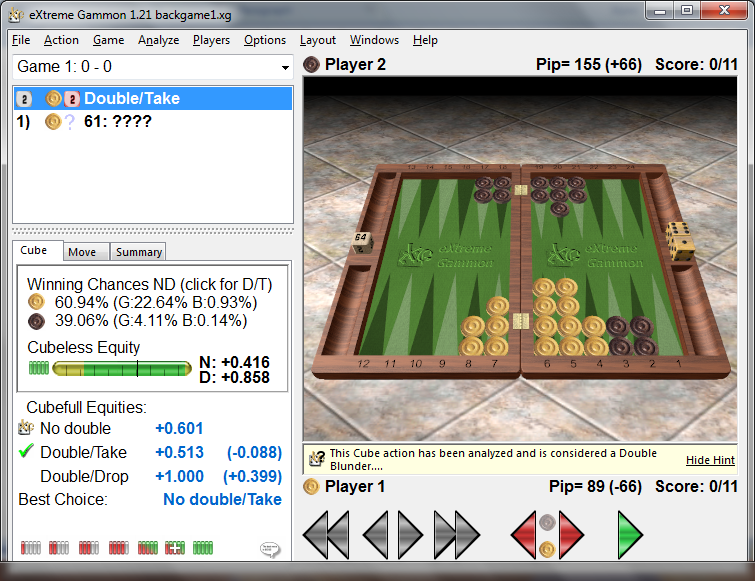 eXtreme Gammon 1.21 backgame1.xg
File Action Game Analyze Players Options Layout Windows Help
Game 1: 0 - 0
Player 2 Pip= 155 (+66) Score: 0/11
2 2 Double/Take
1) ? 61: ????
13 14 15 16 17 18 19 20 21 22 23 24
64
eXtreme Gammon
eXtreme Gammon
12 11 10 9 8 7 6 5 4 3 2 1
Cube Move Summary
Winning Chances ND (click for D/T)
60.94% (G:22.64% B:0.93%)
39.06% (G:4.11% B:0.14%)
Cubeless Equity
N: +0.416
D: +0.858
Cubefull Equities:
No double +0.601
Double/Take +0.513 (-0.088)
Double/Drop +1.000 (+0.399)
Best Choice: No double/Take
This Cube action has been analyzed and is considered a Double
Blunder.... Hide Hint
Player 1 Pip= 89 (-66) Score: 0/11